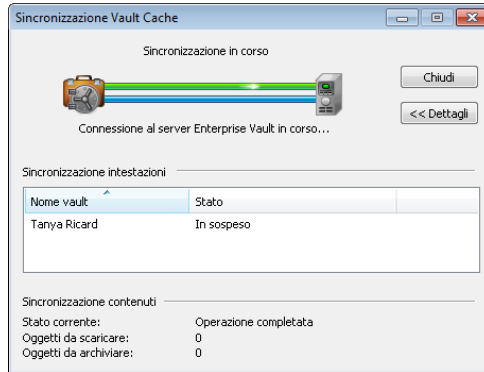 Sincronizzazione Vault Cache
Sincronizzazione in corso
Chiudi
<< Dettagli
Connessione al server Enterprise Vault in corso...
Sincronizzazione intestazioni
Nome vault Stato
Tanya Ricard In sospeso
Sincronizzazione contenuti
Stato corrente: Operazione completata
Oggetti da scaricare: 0
Oggetti da archiviare: 0